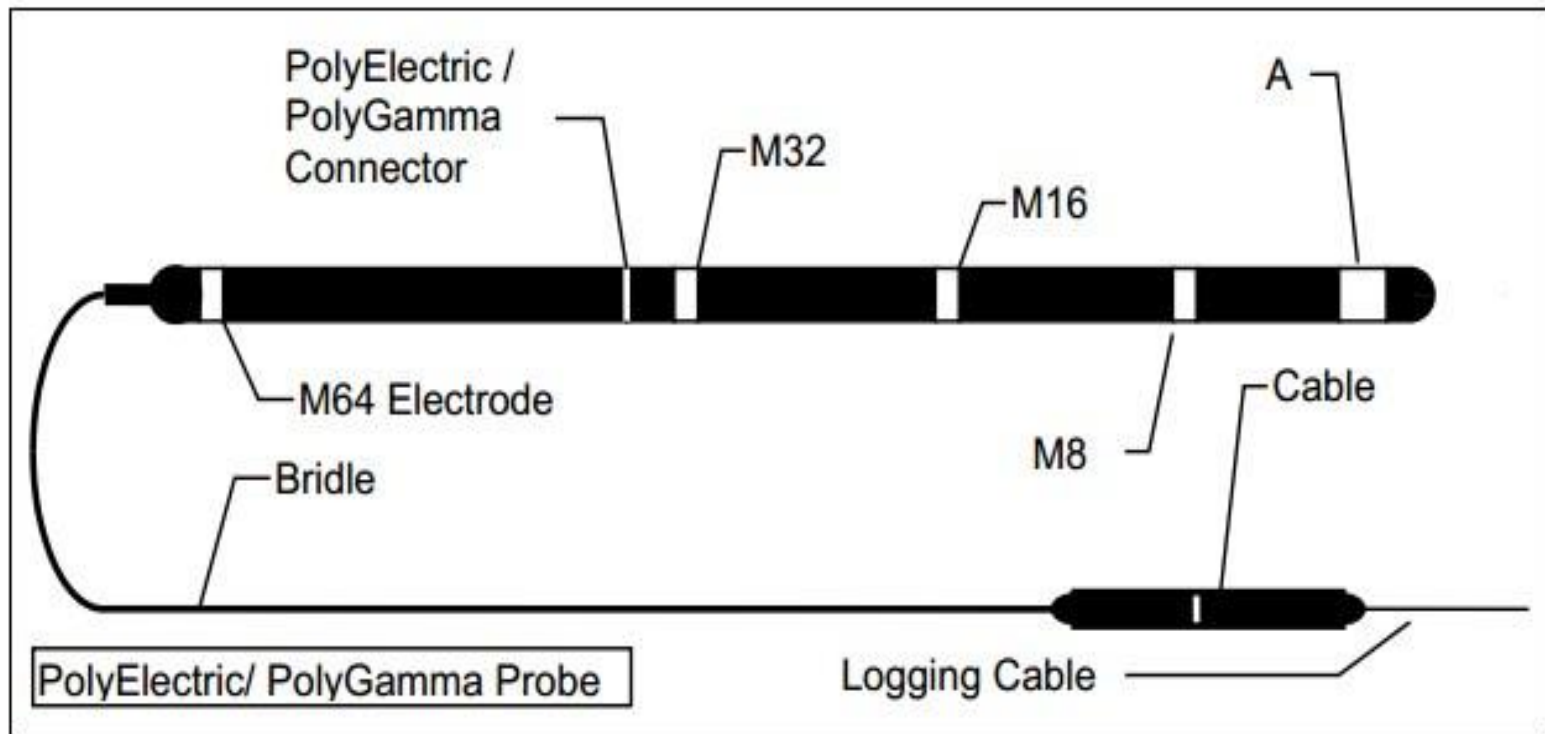 PolyElectric /
PolyGamma
Connector
A
M32
M16
M64 Electrode
Cable
M8
Bridle
Logging Cable
PolyElectric/ PolyGamma Probe